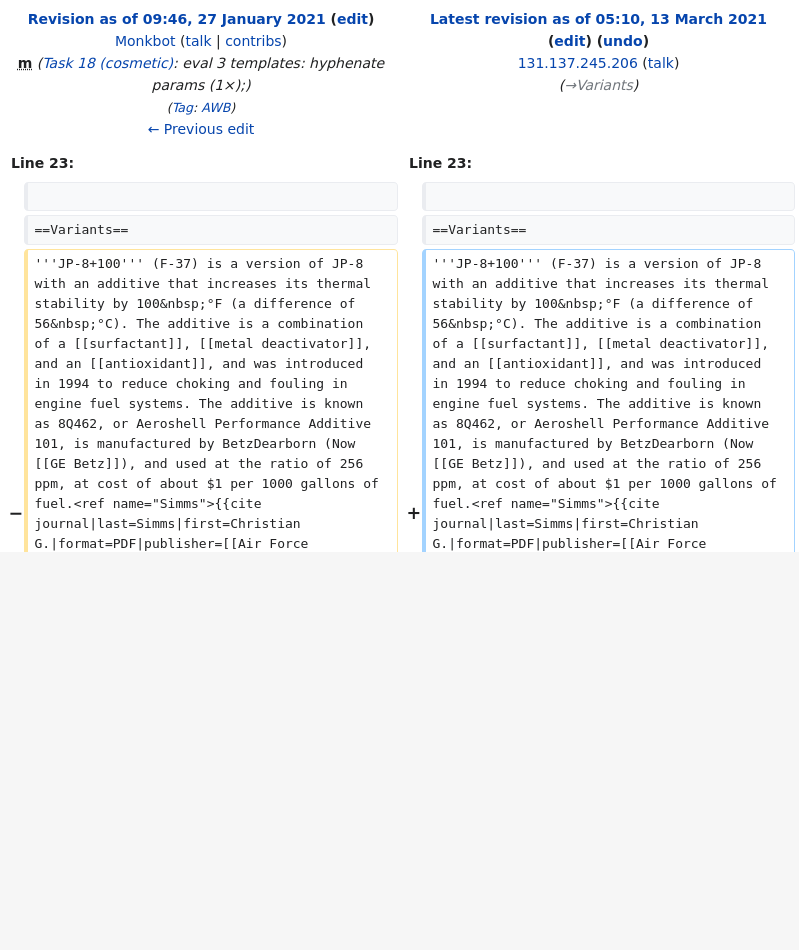 Revision as of 09:46, 27 January 2021 (edit)
Monkbot (talk | contribs)
m (Task 18 (cosmetic): eval 3 templates: hyphenate
params (1×);)
(Tag: AWB)
← Previous edit
Latest revision as of 05:10, 13 March 2021
(edit) (undo)
131.137.245.206 (talk)
(→Variants)
Line 23:
Line 23:
==Variants==
==Variants==
−
'''JP-8+100''' (F-37) is a version of JP-8
with an additive that increases its thermal
stability by 100&nbsp;°F (a difference of
56&nbsp;°C). The additive is a combination
of a [[surfactant]], [[metal deactivator]],
and an [[antioxidant]], and was introduced
in 1994 to reduce choking and fouling in
engine fuel systems. The additive is known
as 8Q462, or Aeroshell Performance Additive
101, is manufactured by BetzDearborn (Now
[[GE Betz]]), and used at the ratio of 256
ppm, at cost of about $1 per 1000 gallons of
fuel.<ref name="Simms">{{cite
journal|last=Simms|first=Christian
G.|format=PDF|publisher=[[Air Force
+
'''JP-8+100''' (F-37) is a version of JP-8
with an additive that increases its thermal
stability by 100&nbsp;°F (a difference of
56&nbsp;°C). The additive is a combination
of a [[surfactant]], [[metal deactivator]],
and an [[antioxidant]], and was introduced
in 1994 to reduce choking and fouling in
engine fuel systems. The additive is known
as 8Q462, or Aeroshell Performance Additive
101, is manufactured by BetzDearborn (Now
[[GE Betz]]), and used at the ratio of 256
ppm, at cost of about $1 per 1000 gallons of
fuel.<ref name="Simms">{{cite
journal|last=Simms|first=Christian
G.|format=PDF|publisher=[[Air Force